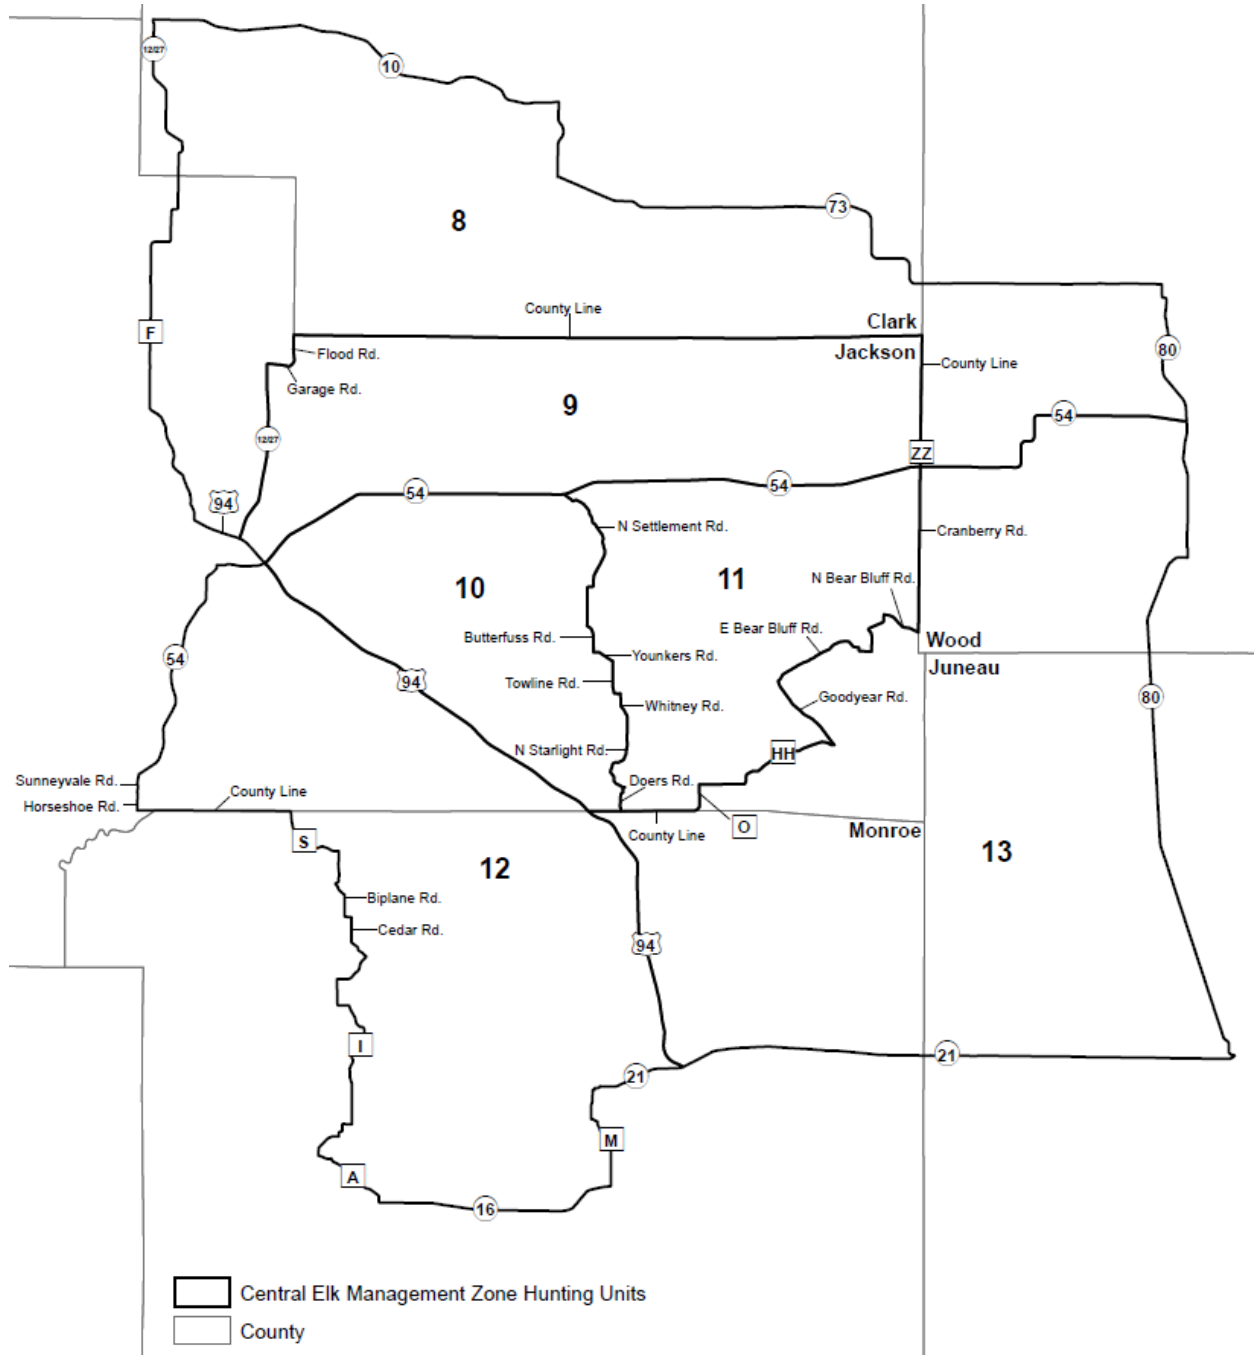 12/27
10
73
8
County Line
Clark
Jackson
F
Flood Rd.
Garage Rd.
County Line
80
9
54
12/27
ZZ
94
54
54
N Settlement Rd.
Cranberry Rd.
10
11
N Bear Bluff Rd.
Butterfuss Rd.
E Bear Bluff Rd.
Wood
54
Younkers Rd.
Juneau
94
Towline Rd.
Goodyear Rd.
80
Whitney Rd.
N Starlight Rd.
HH
Sunneyvale Rd.
Doers Rd.
Horseshoe Rd.
County Line
O
County Line
Monroe
S
12
13
Biplane Rd.
Cedar Rd.
94
I
21
21
M
A
16
Central Elk Management Zone Hunting Units
County